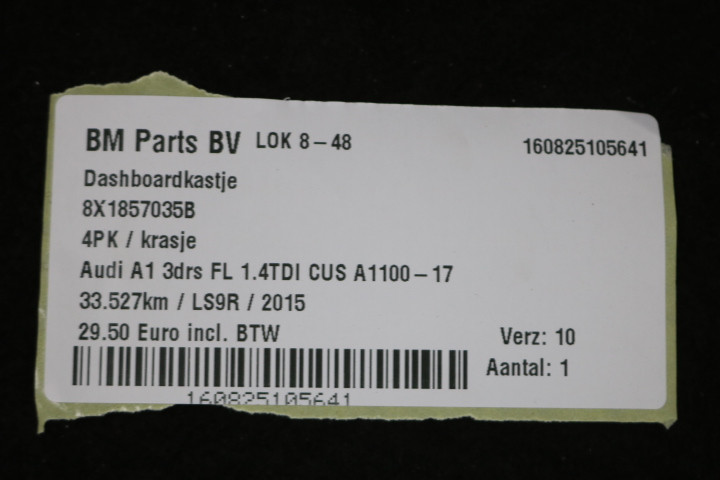 BM Parts BV LOK 8-48 160825105641
Dashboardkastje
8X1857035B
4PK / krasje
Audi A1 3drs FL 1.4TDI CUS A1100-17
33.527km / LS9R / 2015
29.50 Euro incl. BTW Verz: 10
Aantal: 1
160825105641